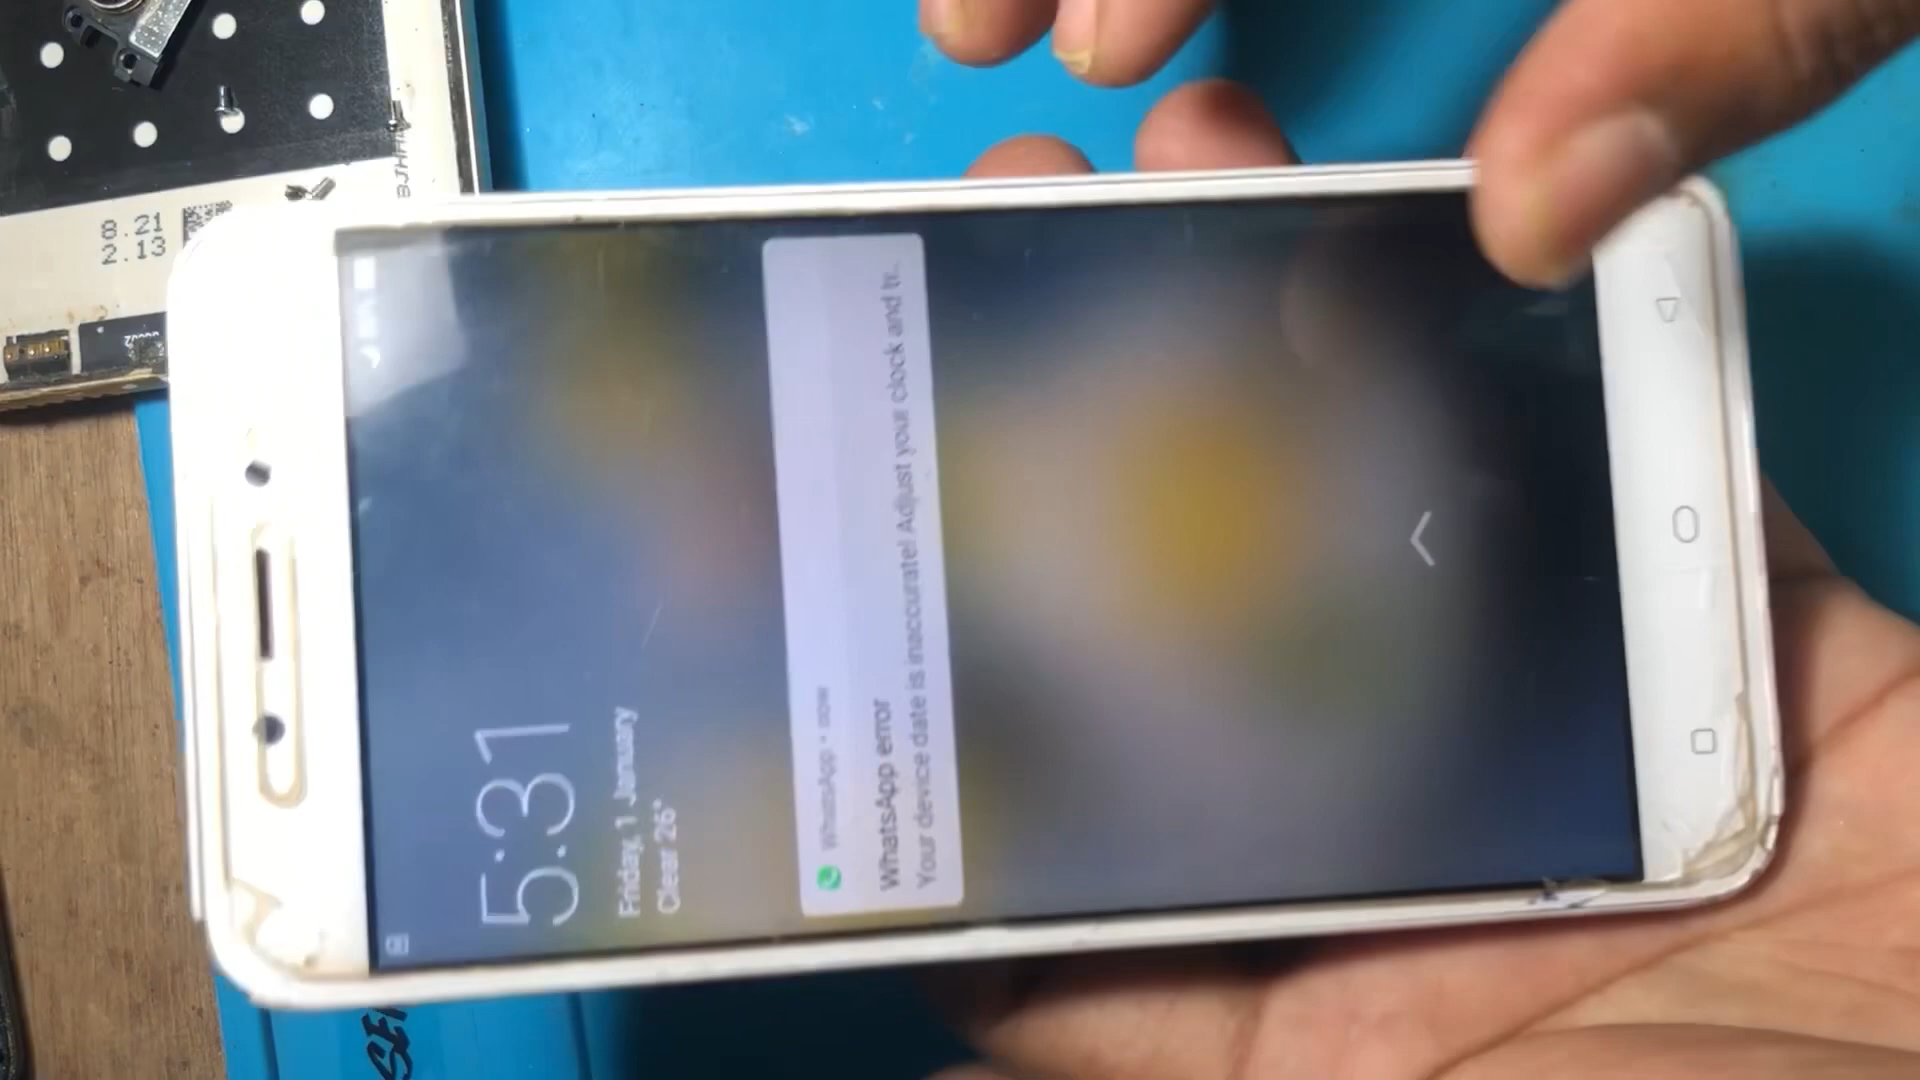 5:31
Friday, 1 January
Clear 26°
WhatsApp • now
WhatsApp error
Your device date is inaccurate! Adjust your clock and tr..
8.21
2.13